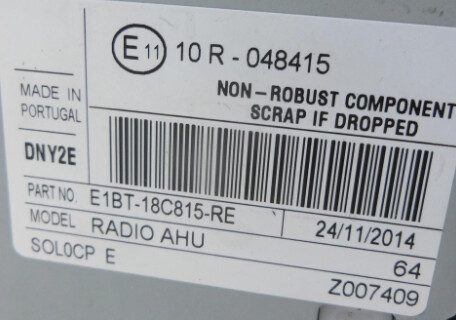 E 11 10 R - 048415
NON-ROBUST COMPONENT
SCRAP IF DROPPED
MADE IN
PORTUGAL
DNY2E
PART NO. E1BT-18C815-RE 24/11/2014
MODEL RADIO AHU 64
SOL0CP E Z007409